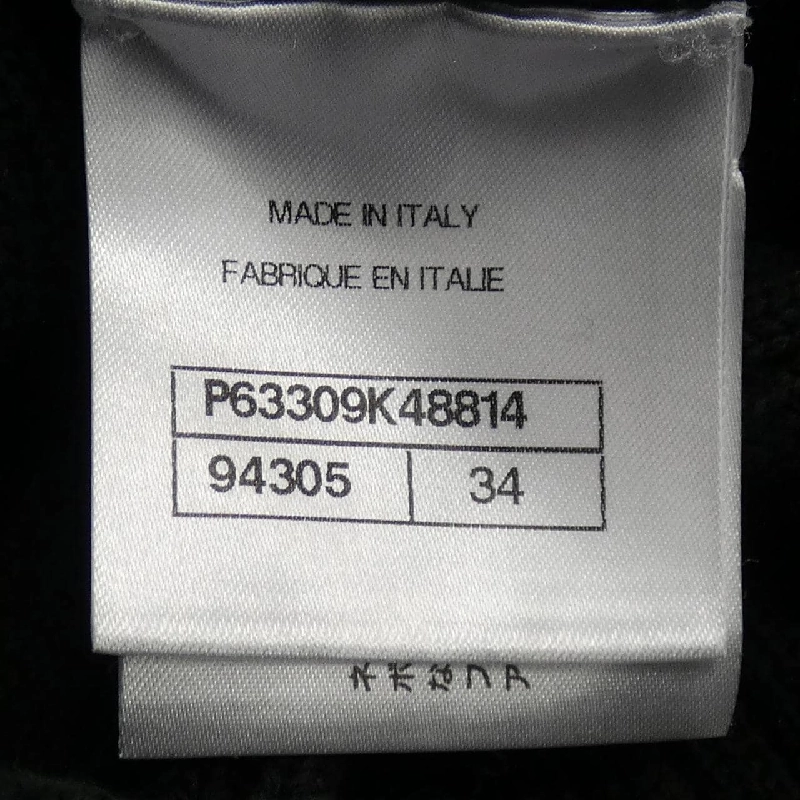 MADE IN ITALY
FABRIQUE EN ITALIE
P63309K48814
94305 34